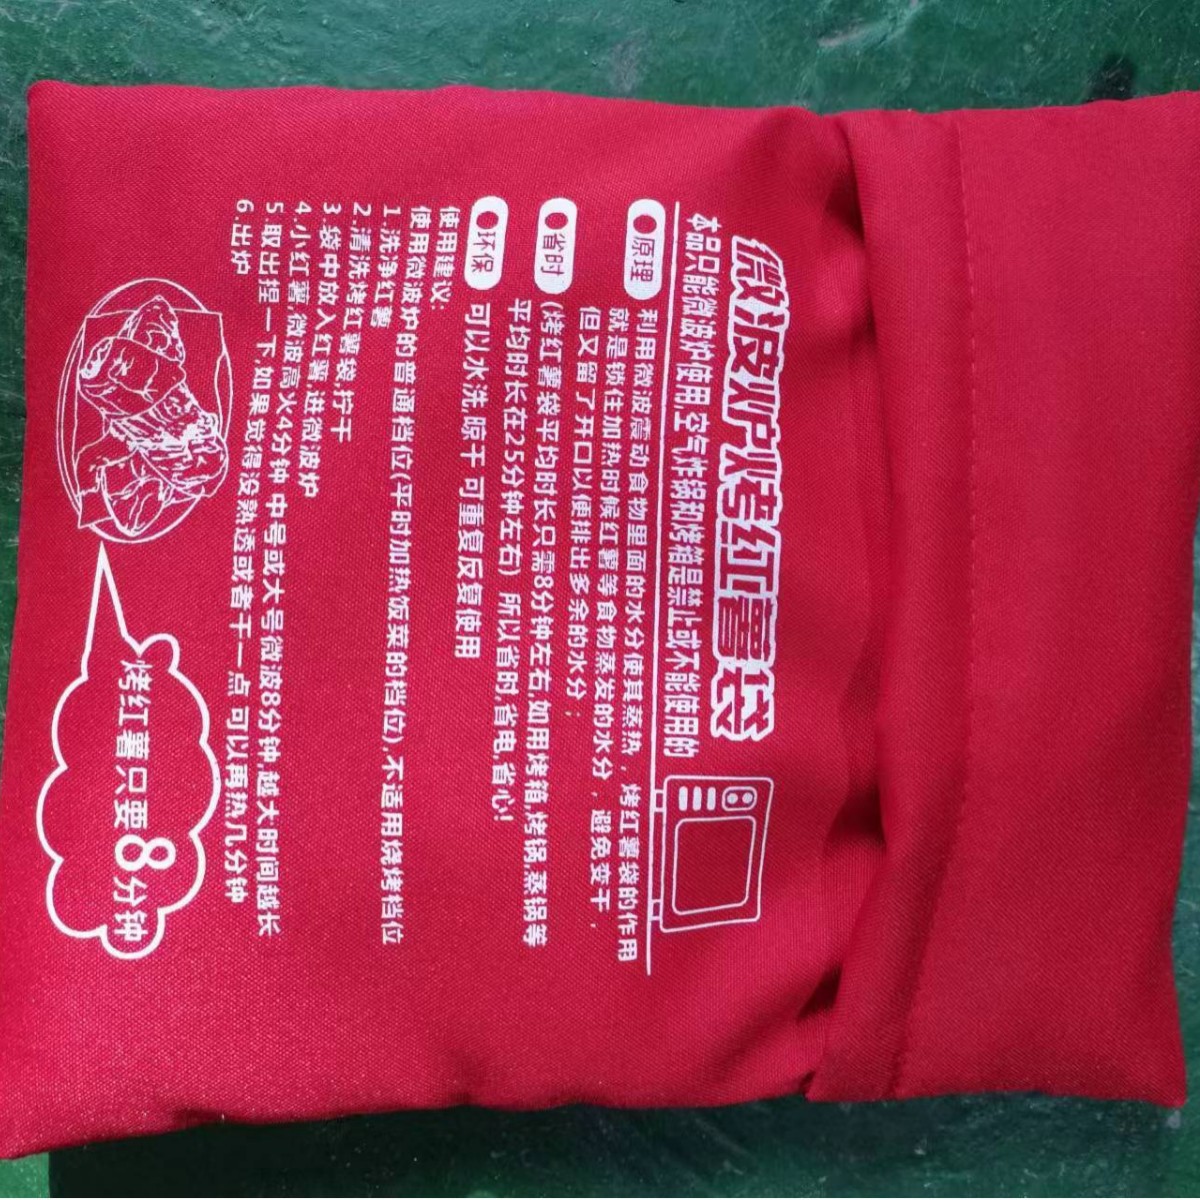 微波炉烤红薯袋
本品只能微波炉使用,空气炸锅和烤箱是禁止或不能使用的
原理
利用微波震动食物里面的水分使其蒸热，烤红薯袋的作用
就是锁住加热时候红薯等食物蒸发的水分，避免变干，
但又留了开口以便排出多余的水分；
省时
(烤红薯袋平均时长只需8分钟左右,如用烤箱,烤锅,蒸锅等
平均时长在25分钟左右) 所以省时,省电,省心!
环保
可以水洗,晾干 可重复反复使用
使用建议:
使用微波炉的普通档位(平时加热饭菜的档位),不适用烧烤档位
1.洗净红薯
2.清洗烤红薯袋拧干
3.袋中放入红薯进微波炉
4.小红薯,微波高火4分钟 中号或大号微波8分钟,越大时间越长
5.取出捏一下,如果觉得没熟透或者干一点 可以再热几分钟
6.出炉
烤红薯只要8分钟